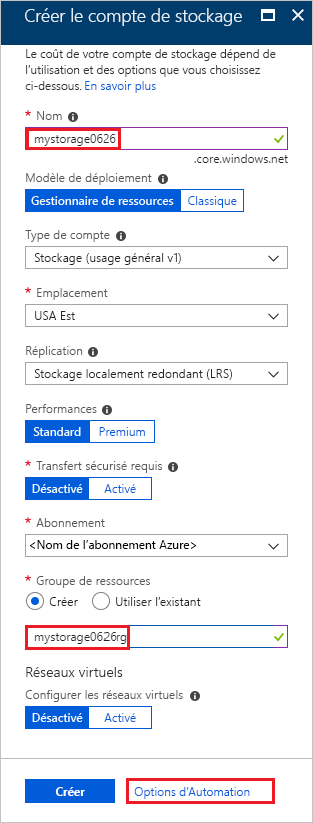 Créer le compte de stockage
Le coût de votre compte de stockage dépend de
l'utilisation et des options que vous choisissez
ci-dessous. En savoir plus
* Nom
mystorage0626
.core.windows.net
Modèle de déploiement
Gestionnaire de ressources Classique
Type de compte
Stockage (usage général v1)
* Emplacement
USA Est
Réplication
Stockage localement redondant (LRS)
Performances
Standard Premium
* Transfert sécurisé requis
Désactivé Activé
* Abonnement
<Nom de l'abonnement Azure>
* Groupe de ressources
Créer Utiliser l'existant
mystorage0626rg
Réseaux virtuels
Configurer les réseaux virtuels
Désactivé Activé
Créer Options d'Automation